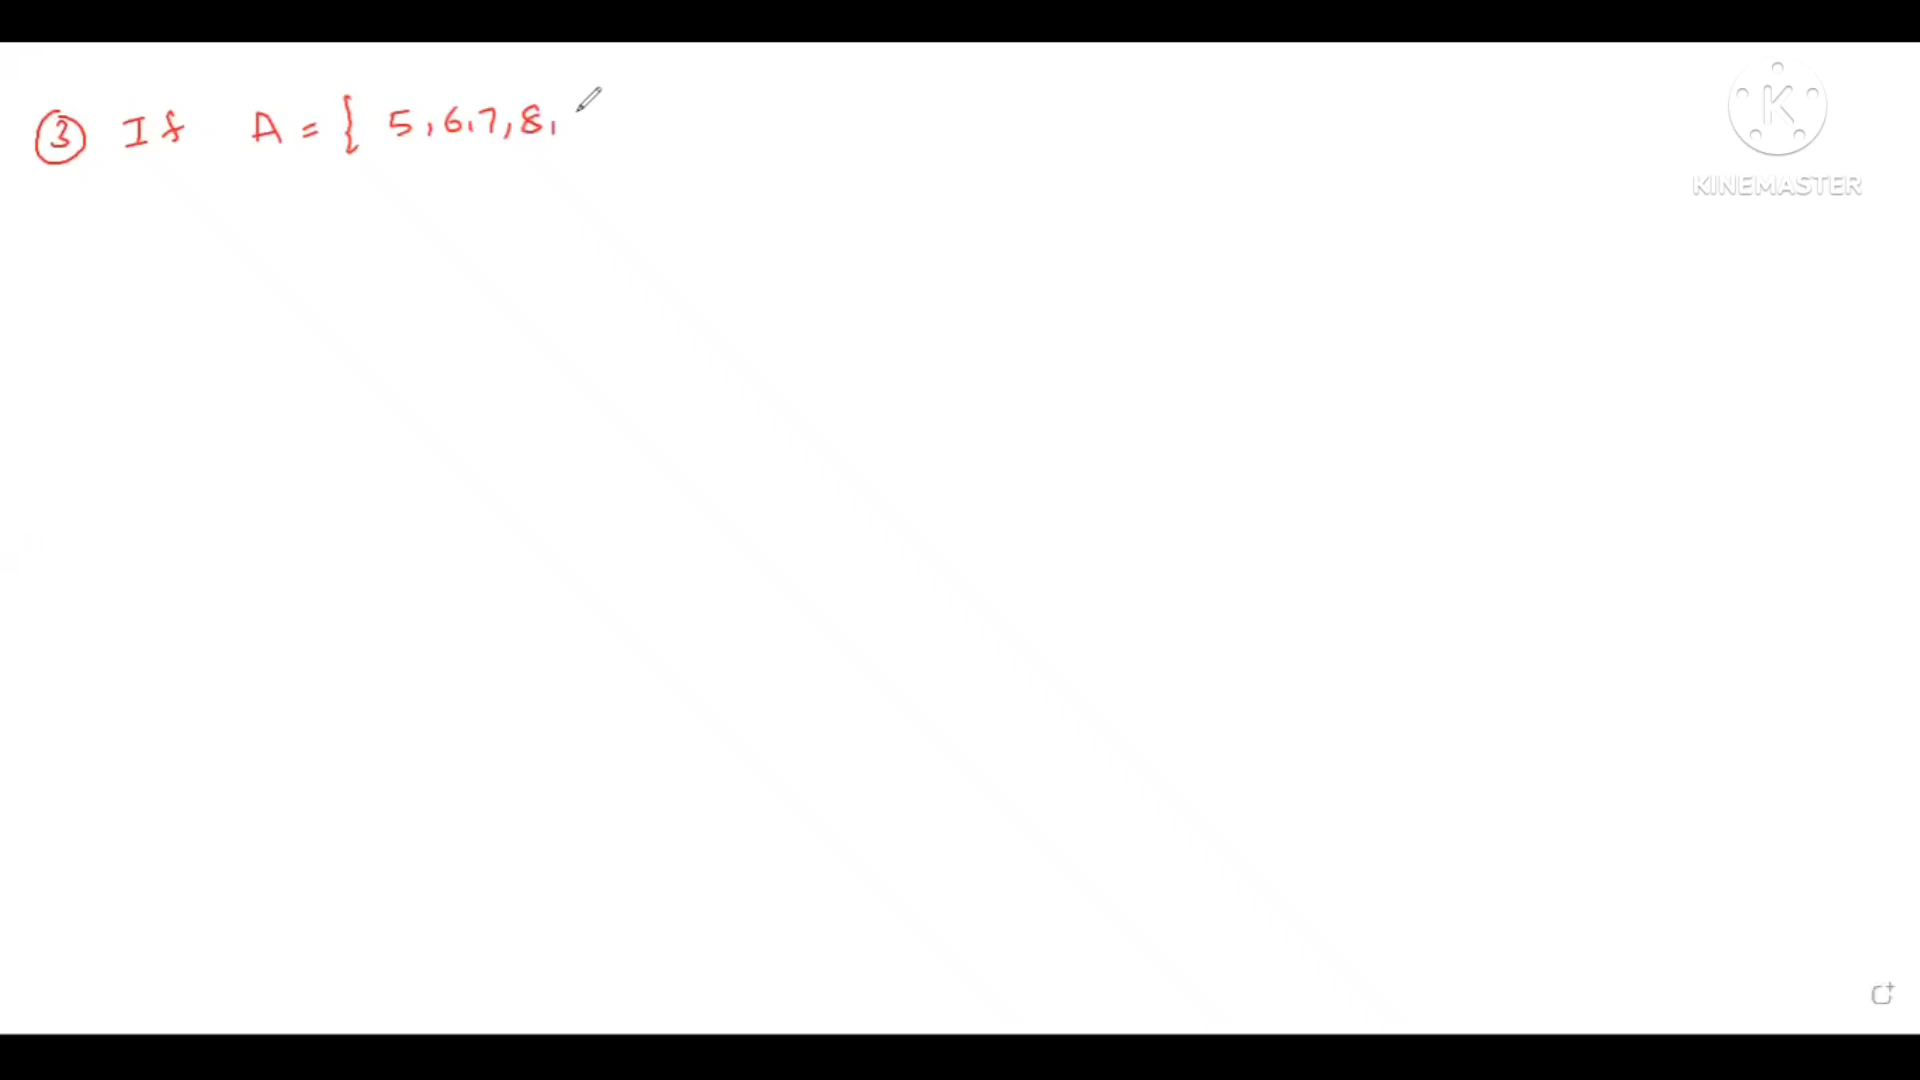 ③ If A = { 5, 6, 7, 8,
KINEMASTER